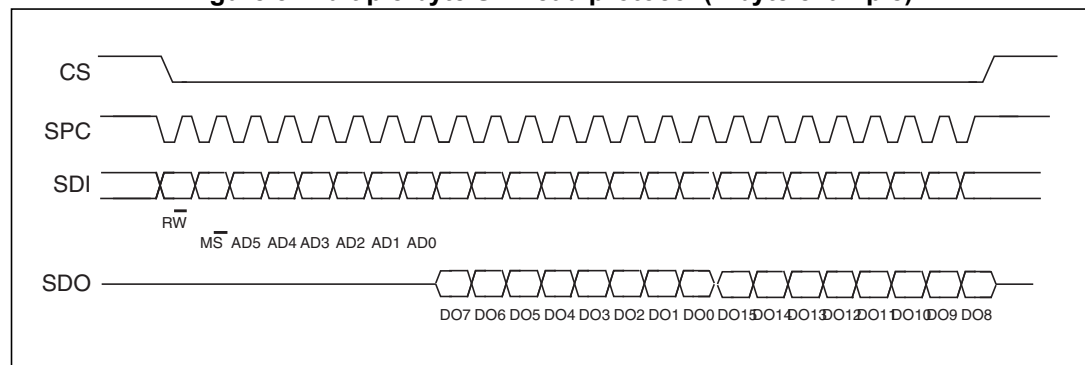 CS
SPC
SDI
RW
MS AD5 AD4 AD3 AD2 AD1 AD0
SDO
DO7 DO6 DO5 DO4 DO3 DO2 DO1 DO0 DO15 DO14 DO13 DO12 DO11 DO10 DO9 DO8